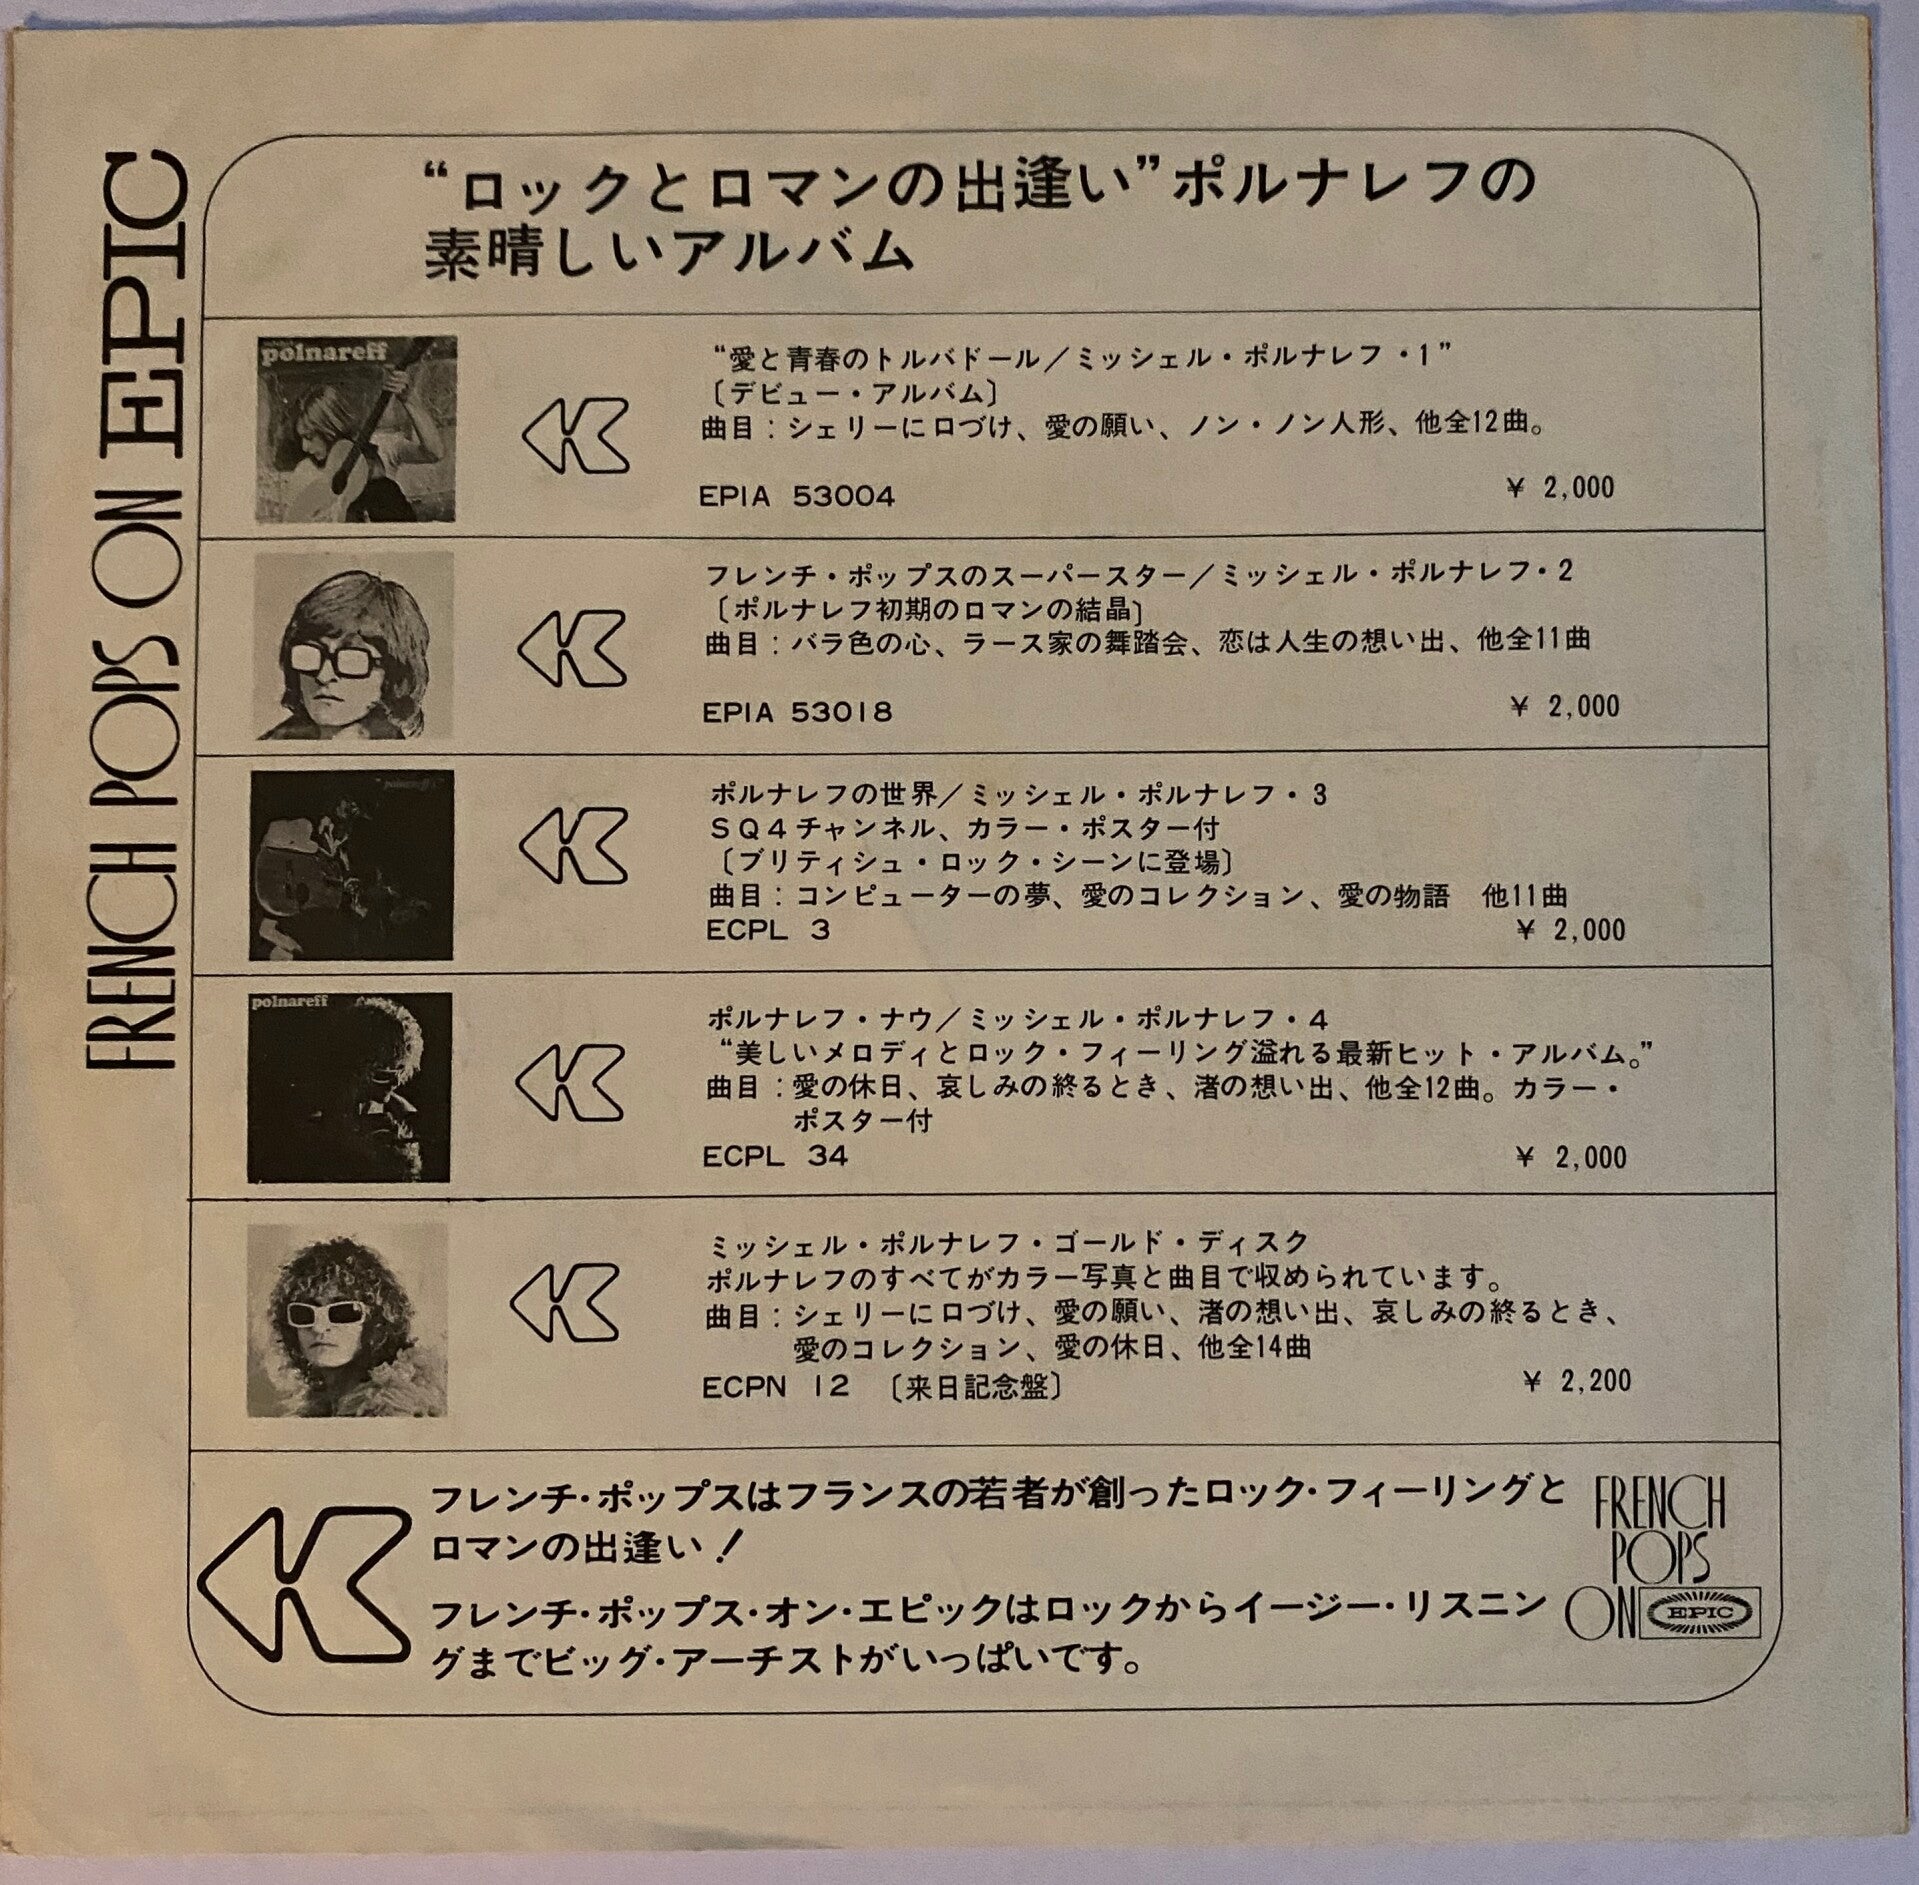 FRENCH POPS ON EPIC
“ロックとロマンの出逢い”ポルナレフの
素晴しいアルバム
polnareff
“愛と青春のトルバドール／ミッシェル・ポルナレフ・1”
〔デビュー・アルバム〕
曲目：シェリーに口づけ、愛の願い、ノン・ノン人形、他全12曲。
EPIA 53004
¥ 2,000
フレンチ・ポップスのスーパースター／ミッシェル・ポルナレフ・2
〔ポルナレフ初期のロマンの結晶〕
曲目：バラ色の心、ラース家の舞踏会、恋は人生の想い出、他全11曲
EPIA 53018
¥ 2,000
ポルナレフの世界／ミッシェル・ポルナレフ・3
SQ4チャンネル、カラー・ポスター付
〔ブリティシュ・ロック・シーンに登場〕
曲目：コンピューターの夢、愛のコレクション、愛の物語　他11曲
ECPL 3
¥ 2,000
polnareff
ポルナレフ・ナウ／ミッシェル・ポルナレフ・4
“美しいメロディとロック・フィーリング溢れる最新ヒット・アルバム。”
曲目：愛の休日、哀しみの終るとき、渚の想い出、他全12曲。カラー・
ポスター付
ECPL 34
¥ 2,000
ミッシェル・ポルナレフ・ゴールド・ディスク
ポルナレフのすべてがカラー写真と曲目で収められています。
曲目：シェリーに口づけ、愛の願い、渚の想い出、哀しみの終るとき、
愛のコレクション、愛の休日、他全14曲
ECPN 12 〔来日記念盤〕
¥ 2,200
フレンチ・ポップスはフランスの若者が創ったロック・フィーリングと
ロマンの出逢い！
フレンチ・ポップス・オン・エピックはロックからイージー・リスニン
グまでビッグ・アーチストがいっぱいです。
FRENCH
POPS
ON EPIC